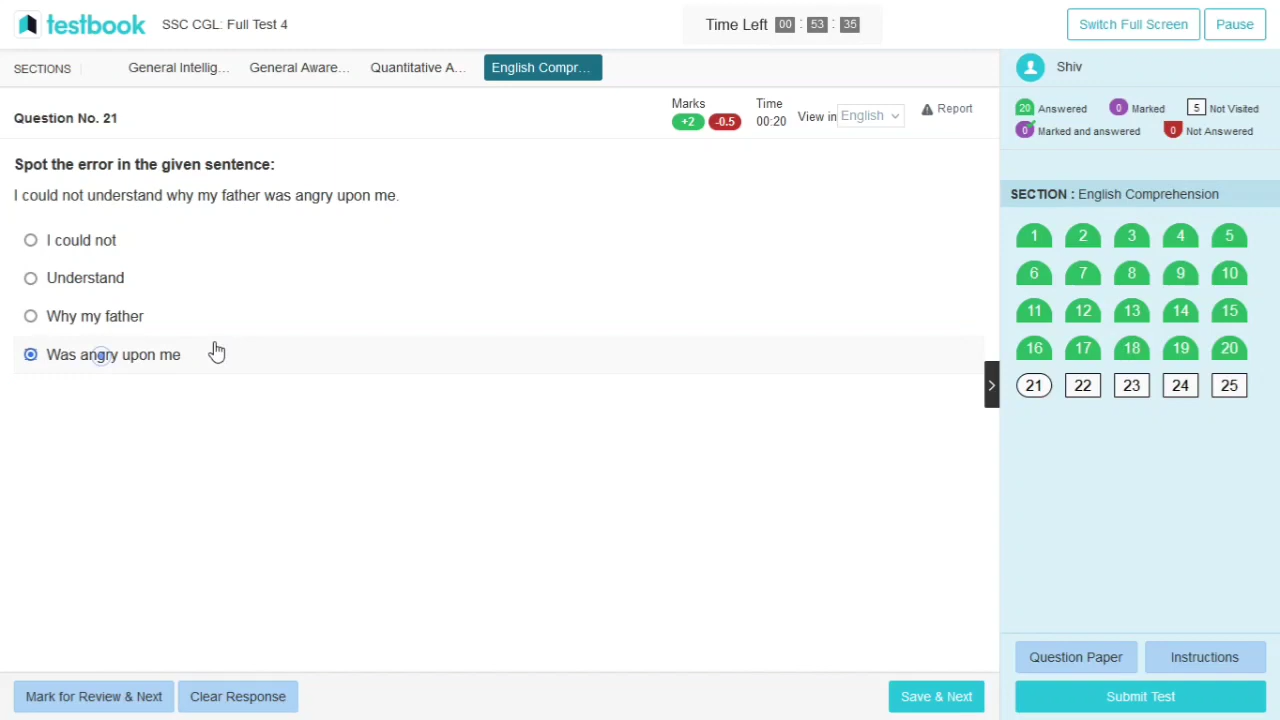 testbook SSC CGL: Full Test 4 Time Left 00 : 53 : 35 Switch Full Screen Pause
SECTIONS General Intellig... General Aware... Quantitative A... English Compr...
Shiv
Question No. 21
Marks +2 -0.5
Time 00:20
View in English
Report
20 Answered 0 Marked 5 Not Visited
0 Marked and answered 0 Not Answered
Spot the error in the given sentence:
I could not understand why my father was angry upon me.
I could not
Understand
Why my father
Was angry upon me
SECTION : English Comprehension
1 2 3 4 5
6 7 8 9 10
11 12 13 14 15
16 17 18 19 20
21 22 23 24 25
Question Paper Instructions
Mark for Review & Next Clear Response Save & Next Submit Test